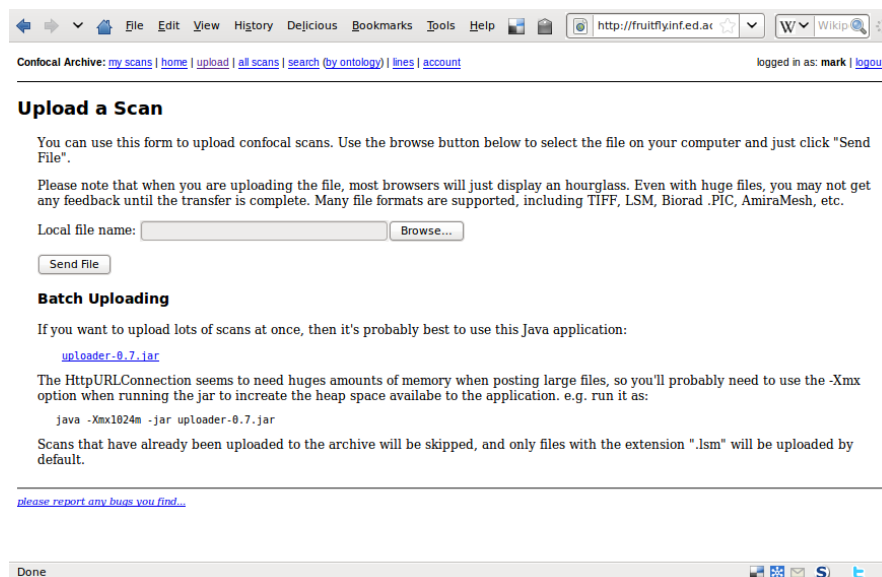 File Edit View History Delicious Bookmarks Tools Help http://fruitfly.inf.ed.ac W Wikip
Confocal Archive: my scans | home | upload | all scans | search (by ontology) | lines | account logged in as: mark | logou
Upload a Scan
You can use this form to upload confocal scans. Use the browse button below to select the file on your computer and just click "Send
File".
Please note that when you are uploading the file, most browsers will just display an hourglass. Even with huge files, you may not get
any feedback until the transfer is complete. Many file formats are supported, including TIFF, LSM, Biorad .PIC, AmiraMesh, etc.
Local file name: Browse...
Send File
Batch Uploading
If you want to upload lots of scans at once, then it's probably best to use this Java application:
uploader-0.7.jar
The HttpURLConnection seems to need huges amounts of memory when posting large files, so you'll probably need to use the -Xmx
option when running the jar to increate the heap space availabe to the application. e.g. run it as:
java -Xmx1024m -jar uploader-0.7.jar
Scans that have already been uploaded to the archive will be skipped, and only files with the extension ".lsm" will be uploaded by
default.
please report any bugs you find...
Done S) t